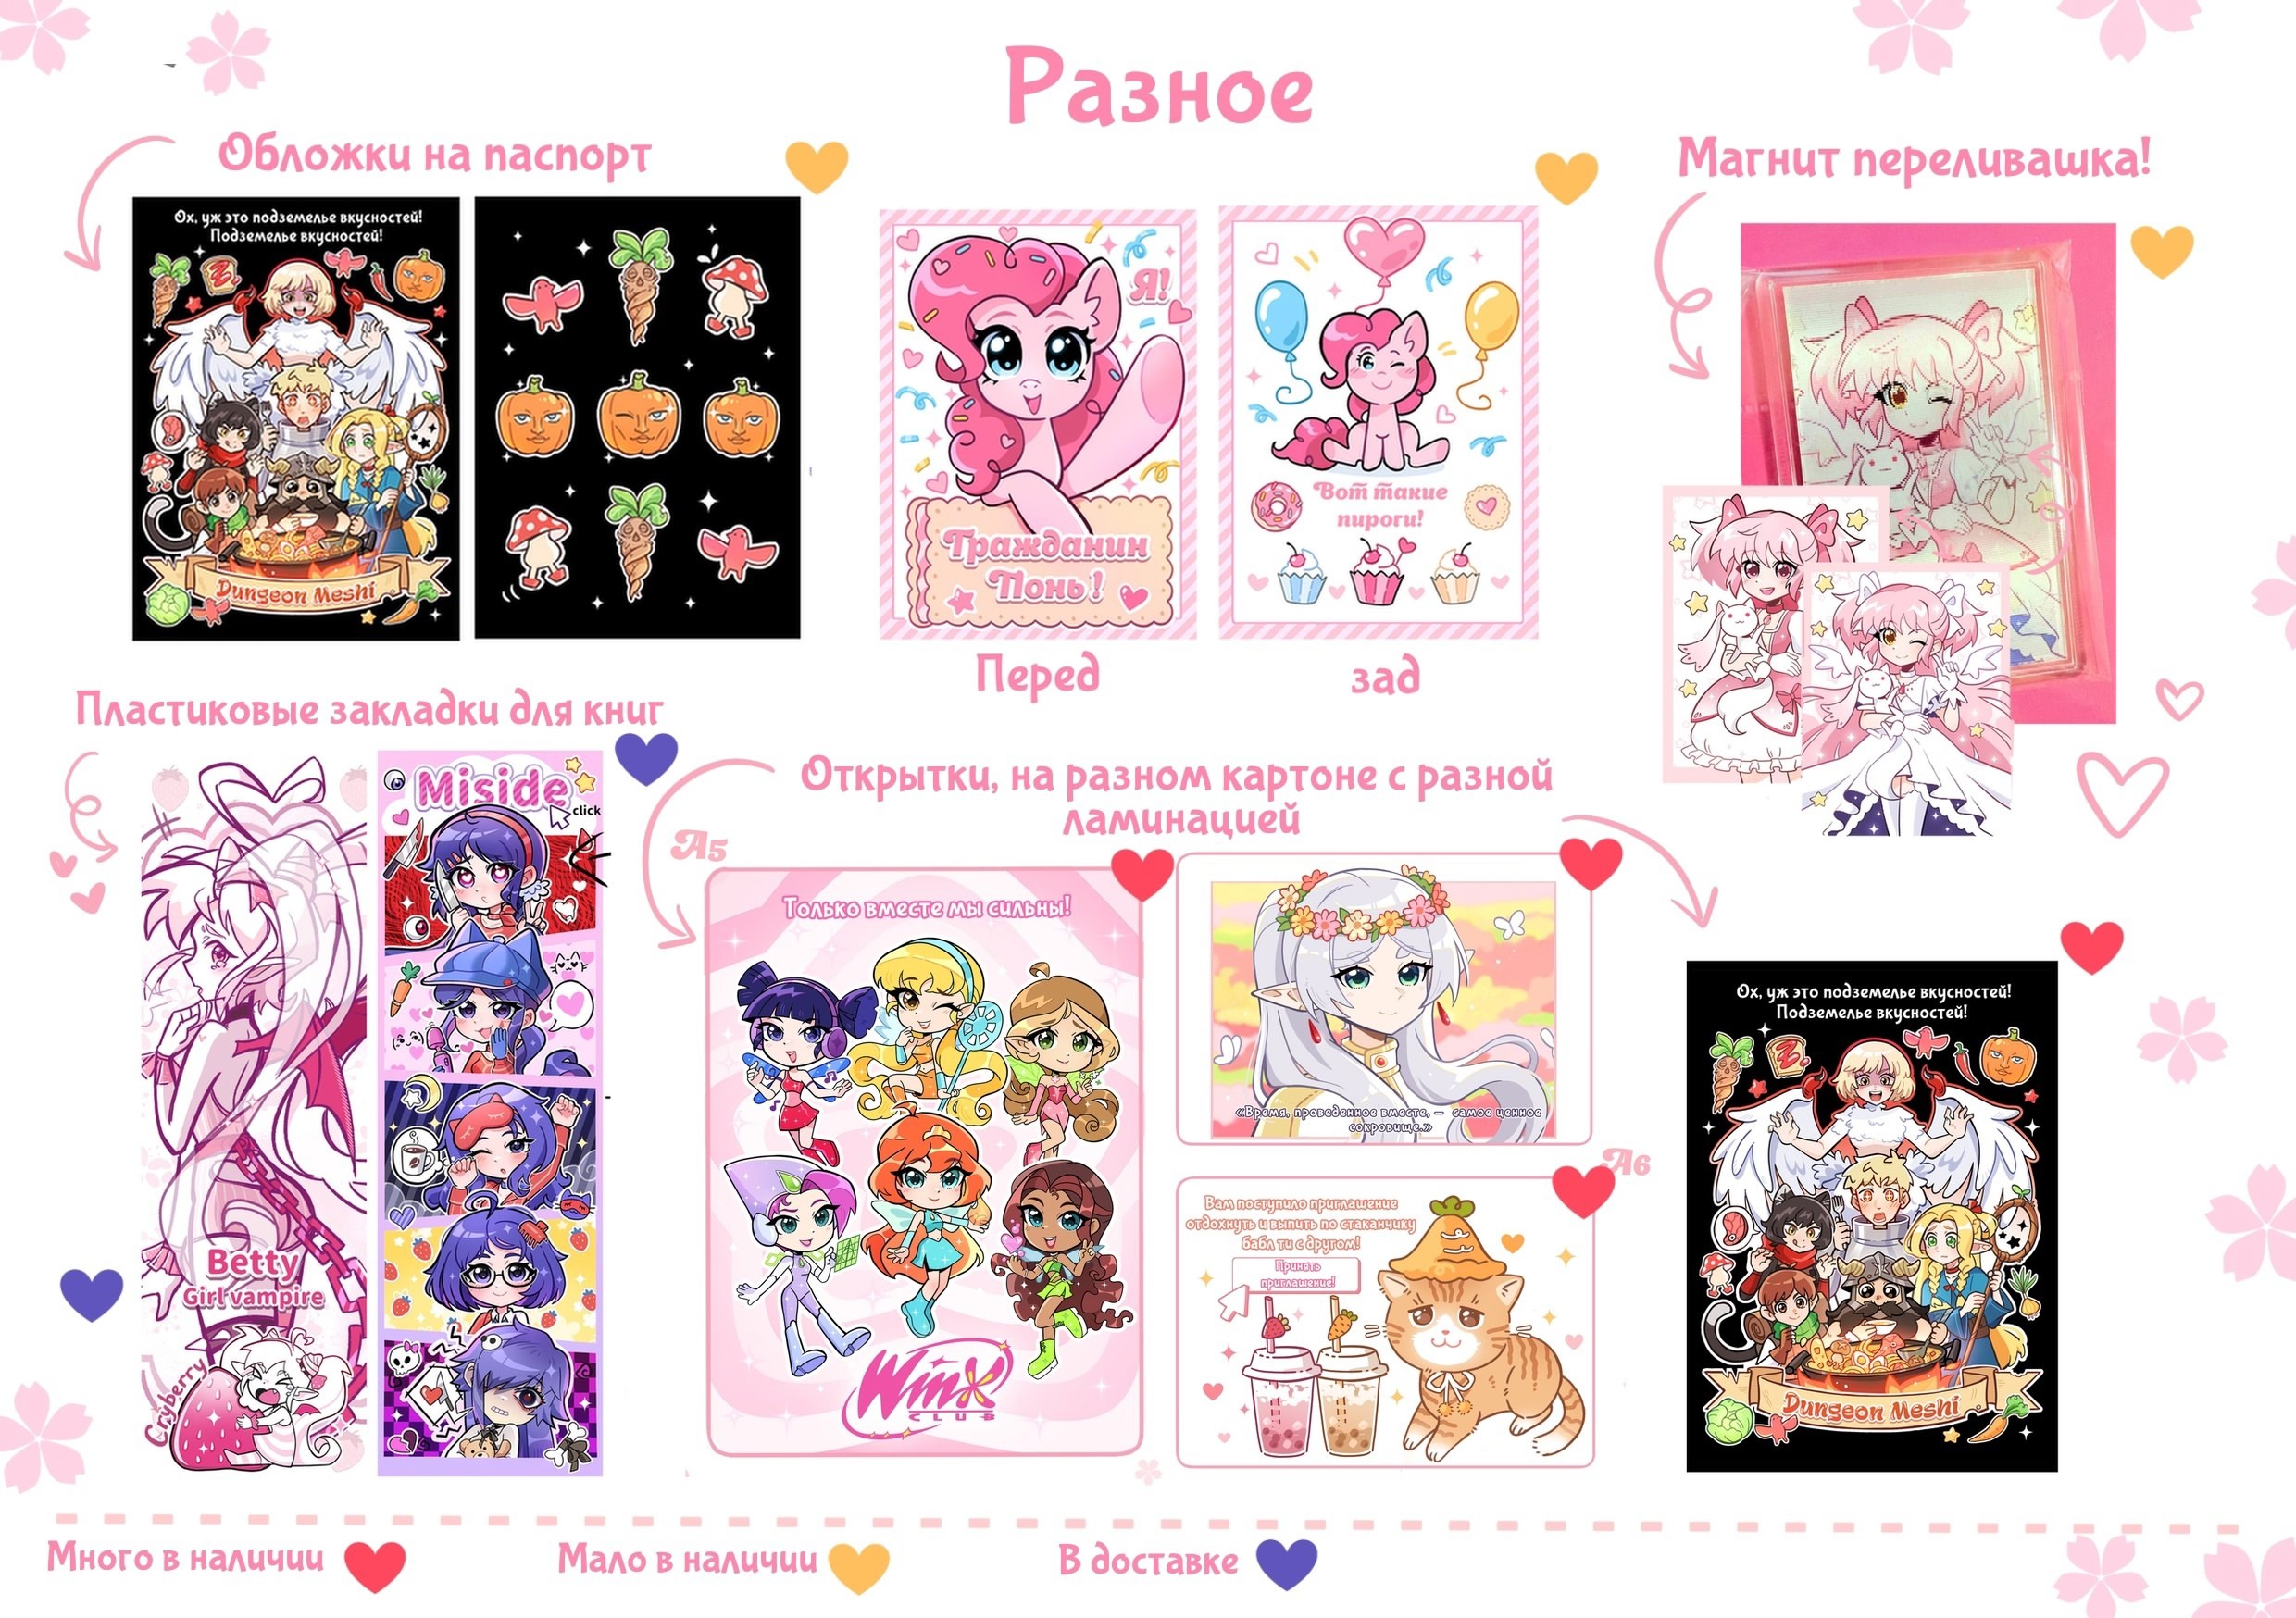 Разное
Обложки на паспорт
Магнит переливашка!
Ох, уж это подземелье вкусностей!
Подземелье вкусностей!
Dungeon Meshi
Я!
Гражданин
Понь!
Вот такие
пироги!
Перед
зад
Пластиковые закладки для книг
Betty
Girl vampire
Cryberry
Miside
click
Открытки, на разном картоне с разной
ламинацией
A5
Только вместе мы сильны!
Winx
CLUB
«Время, проведенное вместе, — самое ценное
сокровище.»
A6
Вам поступило приглашение
отдохнуть и выпить по стаканчику
бабл ти с другом!
Принять
приглашение!
Ох, уж это подземелье вкусностей!
Подземелье вкусностей!
Dungeon Meshi
Много в наличии
Мало в наличии
В доставке